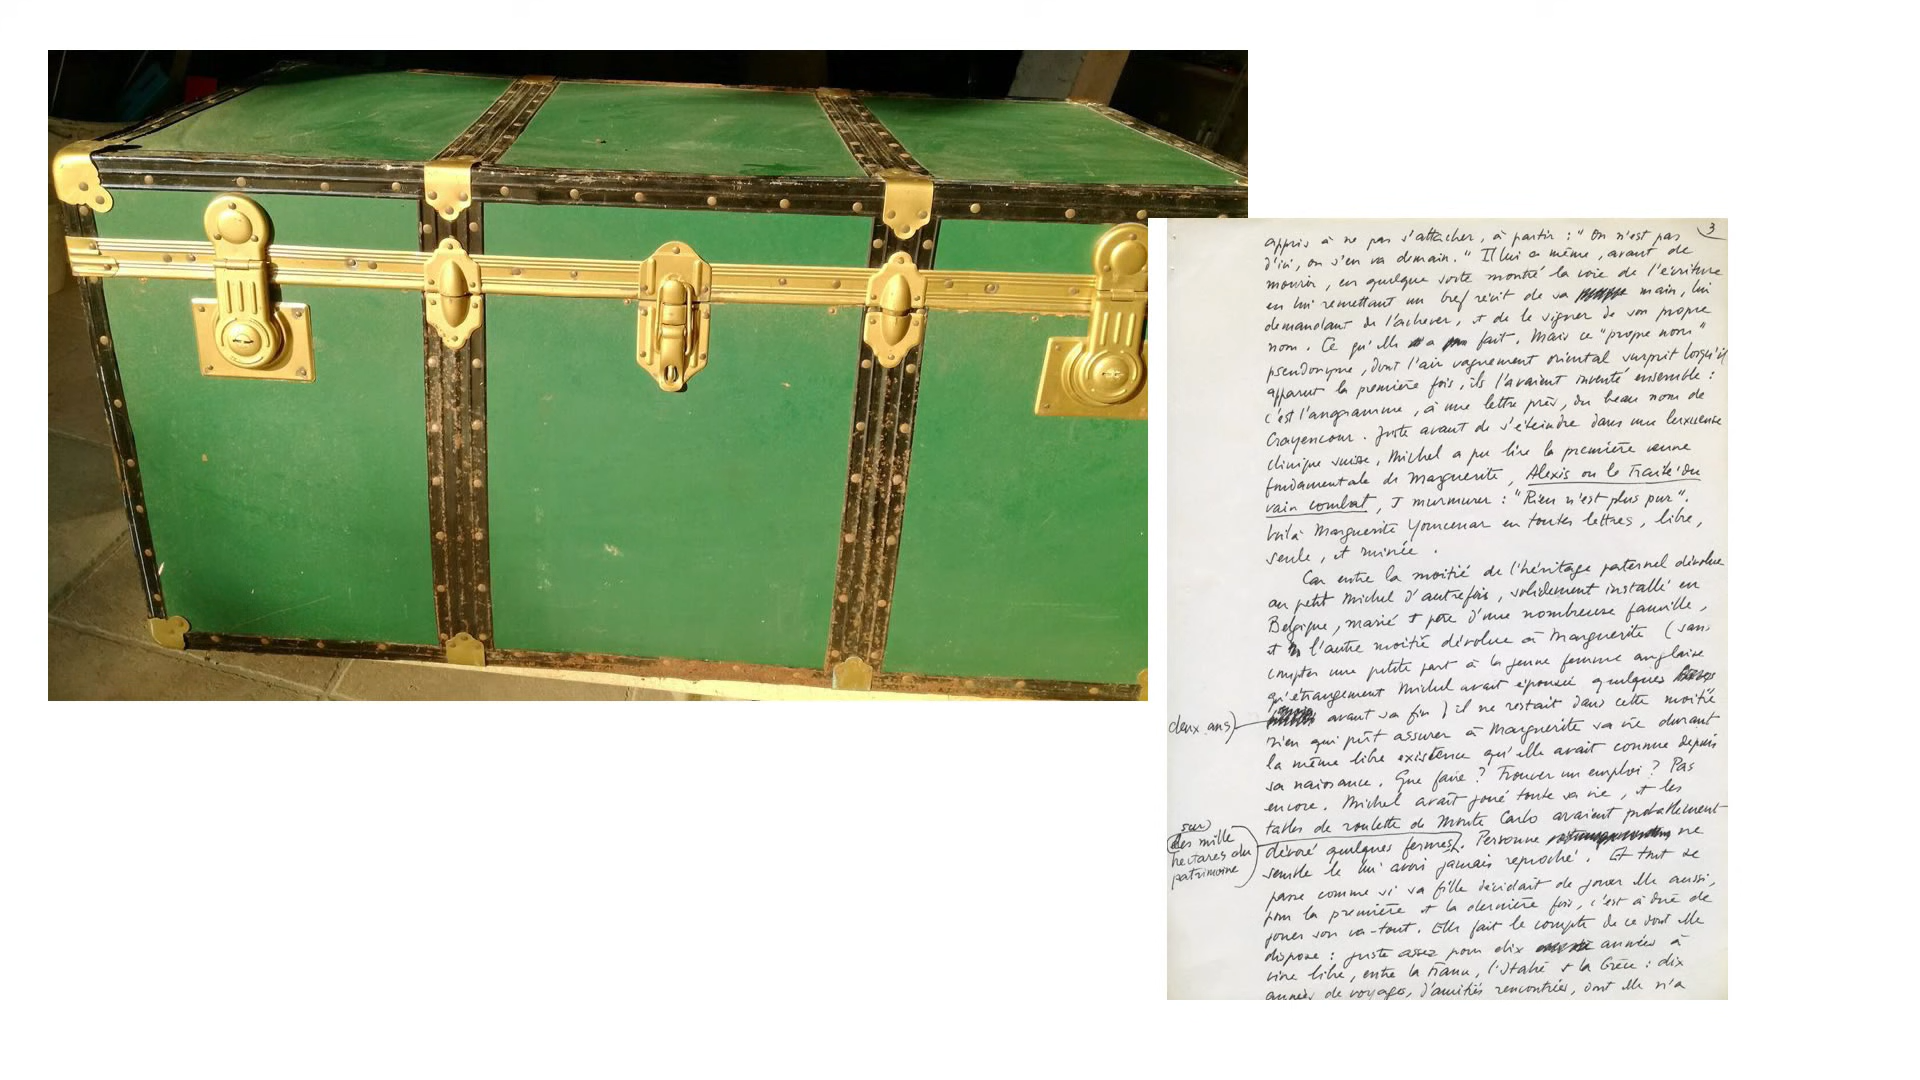 3
appris à ne pas s'attacher, à partir : "On n'est pas
d'ici, on s'en va demain." Il lui a même, avant de
mourir, en quelque sorte montré la voie de l'écriture
en lui remettant un bref récit de sa main, lui
demandant de l'achever, et de le signer de son propre
nom. Ce qu'elle a fait. Mais ce "propre nom"
pseudonyme, dont l'air vaguement oriental surprit lorsqu'il
apparut la première fois, ils l'avaient inventé ensemble :
c'est l'anagramme, à une lettre près, du beau nom de
Crayencour. Juste avant de s'éteindre dans une luxueuse
clinique suisse, Michel a pu lire la première œuvre
fondamentale de Marguerite, Alexis ou le Traité du
vain combat, et murmurer : "Rien n'est plus pur".
Voilà Marguerite Yourcenar en toutes lettres, libre,
seule, et ruinée.
Car entre la moitié de l'héritage paternel dévolue
au petit Michel d'autrefois, solidement installé en
Belgique, marié et père d'une nombreuse famille,
et l'autre moitié dévolue à Marguerite (sans
compter une petite part à la jeune femme anglaise
qu'étrangement Michel avait épousée quelques
deux ans) avant sa fin) il ne restait dans cette moitié
rien qui pût assurer à Marguerite sa vie durant
la même libre existence qu'elle avait connue depuis
sa naissance. Que faire ? Trouver un emploi ? Pas
encore. Michel avait joué toute sa vie, et les
tables de roulette de Monte Carlo avaient probablement
sur
les mille
hectares du
patrimoine
dévoré quelques fermes. Personne ne
semble le lui avoir jamais reproché. Et tout se
passe comme si sa fille décidait de jouer elle aussi,
pour la première et la dernière fois, c'est à dire de
jouer son va-tout. Elle fait le compte de ce dont elle
dispose : juste assez pour dix années à
vivre libre, entre la France, l'Italie et la Grèce : dix
années de voyages, d'amitiés rencontrées, dont elle n'a